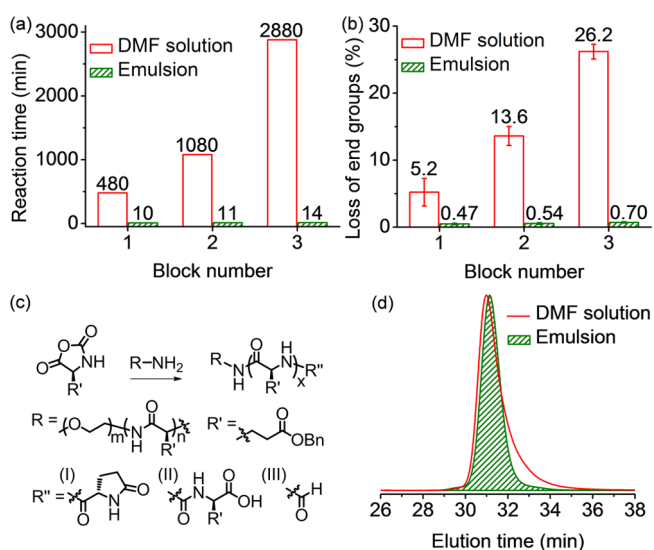 (a)
DMF solution
Emulsion
Reaction time (min)
3000
2000
1000
0
480
10
1080
11
2880
14
1
2
3
Block number
(b)
DMF solution
Emulsion
Loss of end groups (%)
30
20
10
0
5.2
0.47
13.6
0.54
26.2
0.70
1
2
3
Block number
(c)
O
O
O
NH
R'
R–NH2
R
N
H
O
H
N
R'
x
R"
R=
O
m
N
H
O
R'
n
R'=
O
OBn
R"=
(I)
O
N
H
O
(II)
O
H
N
R'
O
OH
(III)
O
H
(d)
DMF solution
Emulsion
26
28
30
32
34
36
38
Elution time (min)